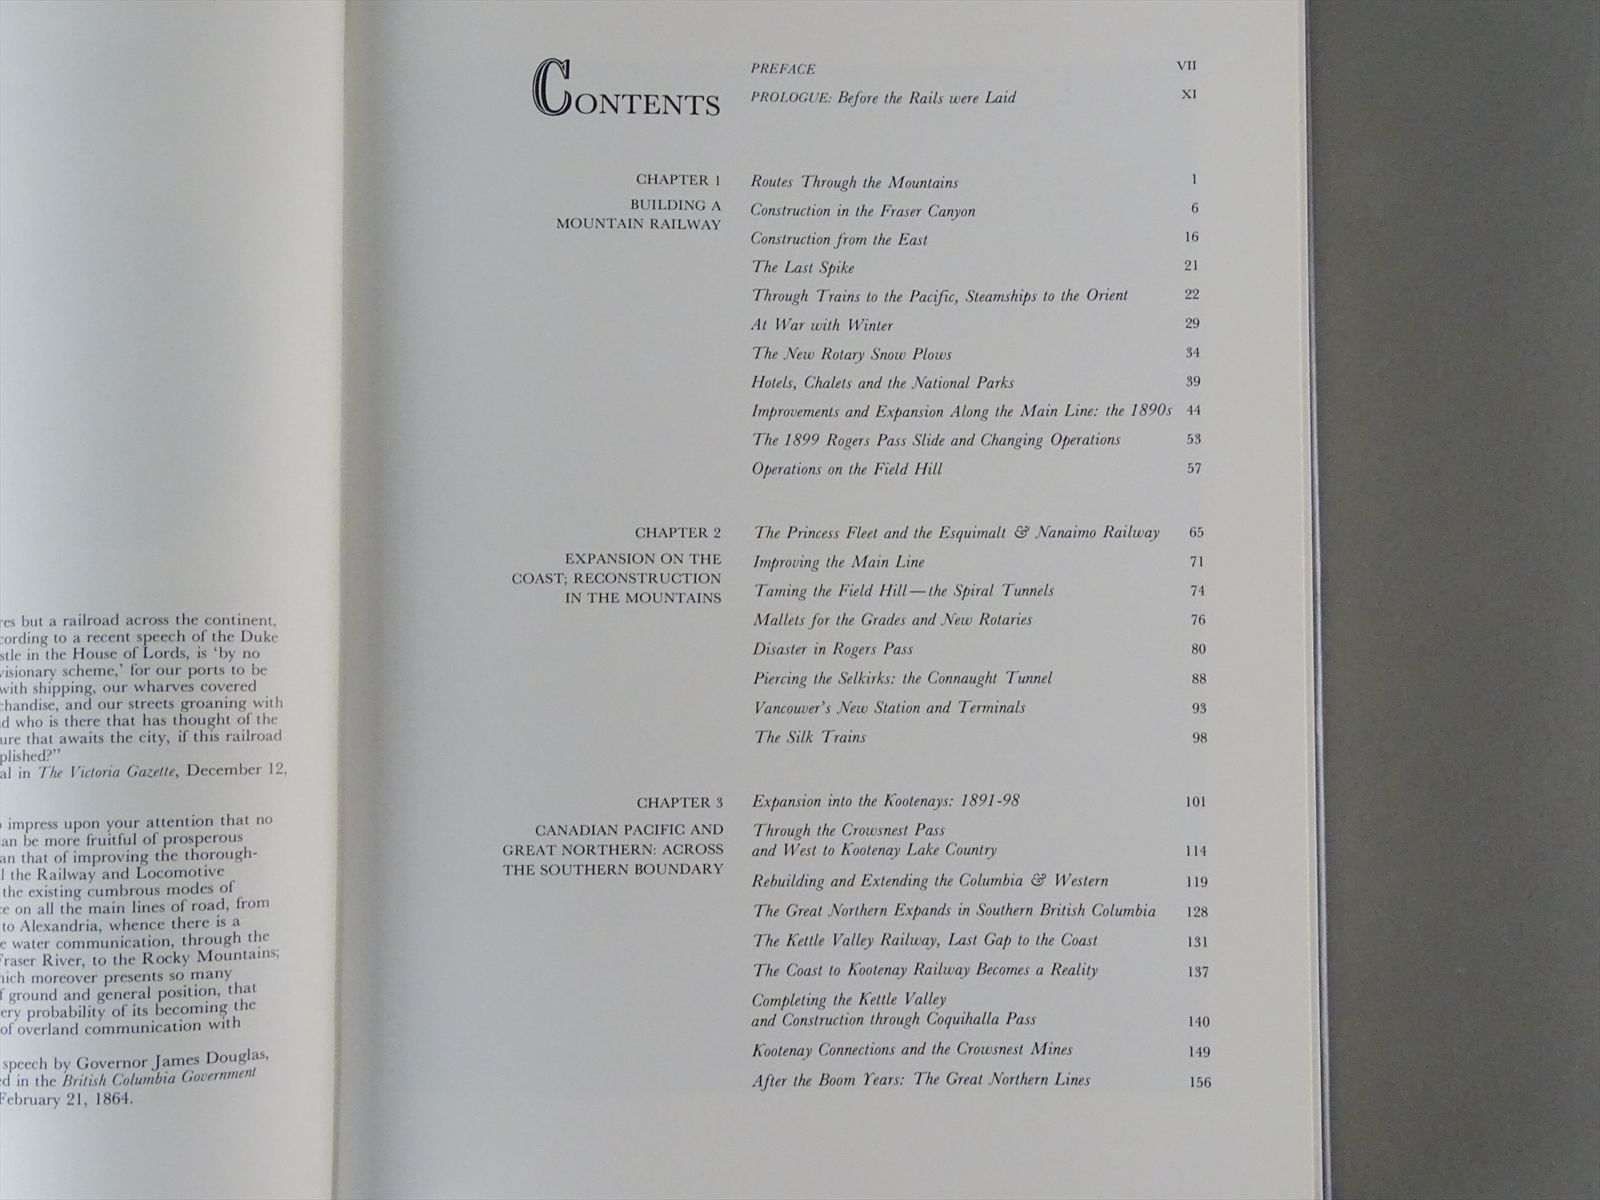 res but a railroad across the continent,
cording to a recent speech of the Duke
stle in the House of Lords, is 'by no
visionary scheme,' for our ports to be
with shipping, our wharves covered
chandise, and our streets groaning with
d who is there that has thought of the
ure that awaits the city, if this railroad
plished?"
al in The Victoria Gazette, December 12,
impress upon your attention that no
an be more fruitful of prosperous
an that of improving the thorough-
l the Railway and Locomotive
the existing cumbrous modes of
ce on all the main lines of road, from
to Alexandria, whence there is a
e water communication, through the
Fraser River, to the Rocky Mountains;
hich moreover presents so many
f ground and general position, that
ery probability of its becoming the
of overland communication with
speech by Governor James Douglas,
d in the British Columbia Government
February 21, 1864.
CONTENTS
PREFACE VII
PROLOGUE: Before the Rails were Laid XI
CHAPTER 1
BUILDING A
MOUNTAIN RAILWAY
Routes Through the Mountains 1
Construction in the Fraser Canyon 6
Construction from the East 16
The Last Spike 21
Through Trains to the Pacific, Steamships to the Orient 22
At War with Winter 29
The New Rotary Snow Plows 34
Hotels, Chalets and the National Parks 39
Improvements and Expansion Along the Main Line: the 1890s 44
The 1899 Rogers Pass Slide and Changing Operations 53
Operations on the Field Hill 57
CHAPTER 2
EXPANSION ON THE
COAST; RECONSTRUCTION
IN THE MOUNTAINS
The Princess Fleet and the Esquimalt & Nanaimo Railway 65
Improving the Main Line 71
Taming the Field Hill—the Spiral Tunnels 74
Mallets for the Grades and New Rotaries 76
Disaster in Rogers Pass 80
Piercing the Selkirks: the Connaught Tunnel 88
Vancouver's New Station and Terminals 93
The Silk Trains 98
CHAPTER 3
CANADIAN PACIFIC AND
GREAT NORTHERN: ACROSS
THE SOUTHERN BOUNDARY
Expansion into the Kootenays: 1891-98 101
Through the Crowsnest Pass
and West to Kootenay Lake Country 114
Rebuilding and Extending the Columbia & Western 119
The Great Northern Expands in Southern British Columbia 128
The Kettle Valley Railway, Last Gap to the Coast 131
The Coast to Kootenay Railway Becomes a Reality 137
Completing the Kettle Valley
and Construction through Coquihalla Pass 140
Kootenay Connections and the Crowsnest Mines 149
After the Boom Years: The Great Northern Lines 156